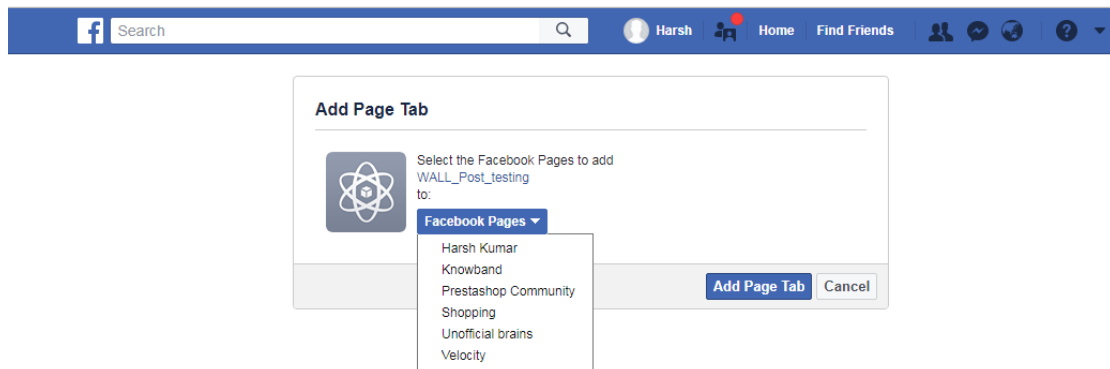 f Search Harsh Home Find Friends ?
Add Page Tab
Select the Facebook Pages to add
WALL_Post_testing
to:
Facebook Pages
Harsh Kumar
Knowband
Prestashop Community
Shopping
Unofficial brains
Velocity
Add Page Tab Cancel